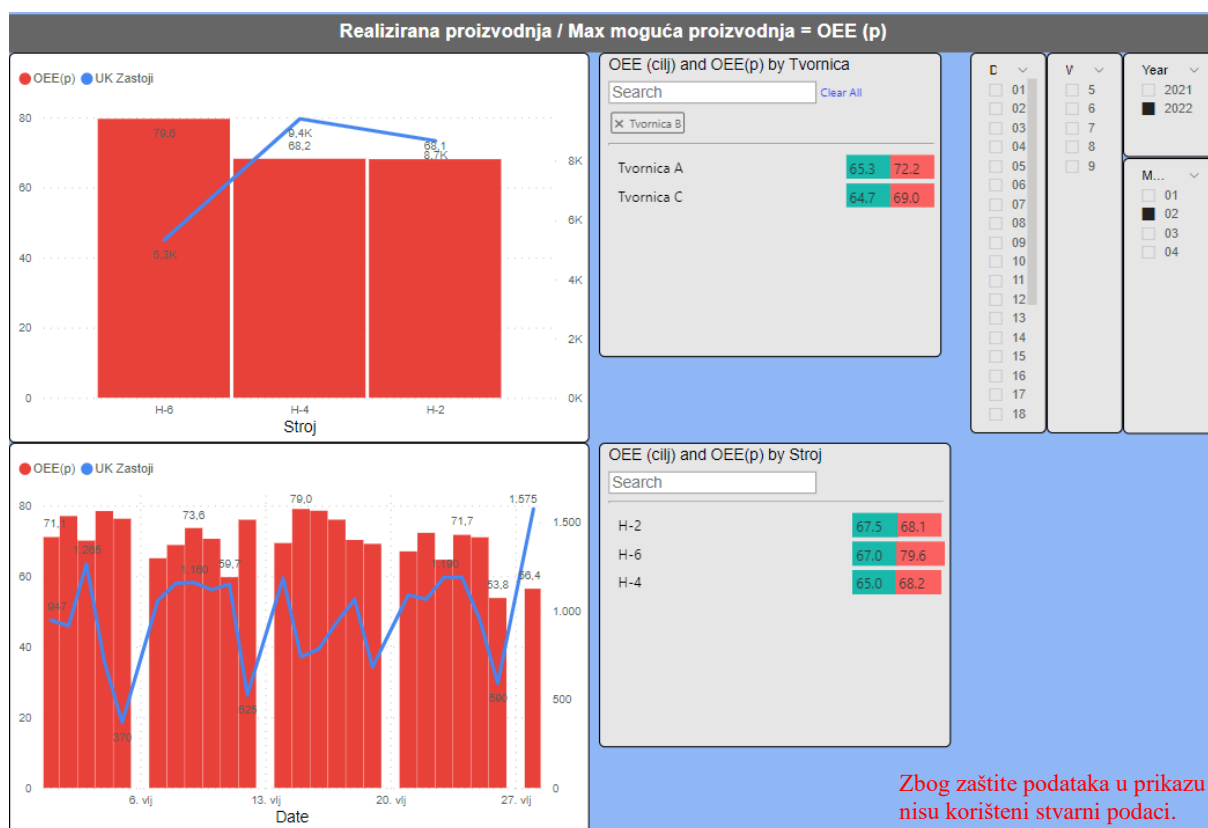 Realizirana proizvodnja / Max moguća proizvodnja = OEE (p)
OEE(p) UK Zastoji
80
60
40
20
0
79,6
9,4K
68,2
68,1
8,7K
5,3K
8K
6K
4K
2K
0K
H-6 H-4 H-2
Stroj
OEE (cilj) and OEE(p) by Tvornica
Search Clear All
Tvornica B
Tvornica A 65.3 72.2
Tvornica C 64.7 69.0
D
01
02
03
04
05
06
07
08
09
10
11
12
13
14
15
16
17
18
V
5
6
7
8
9
Year
2021
2022
M...
01
02
03
04
OEE(p) UK Zastoji
80
60
40
20
0
71,1
947
370
73,6
1.160
59,7
525
79,0
71,7
1.190
53,8
590
56,4
1.575
1.500
1.000
500
0
6. vlj 13. vlj 20. vlj 27. vlj
Date
OEE (cilj) and OEE(p) by Stroj
Search
H-2 67.5 68.1
H-6 67.0 79.6
H-4 65.0 68.2
Zbog zaštite podataka u prikazu
nisu korišteni stvarni podaci.